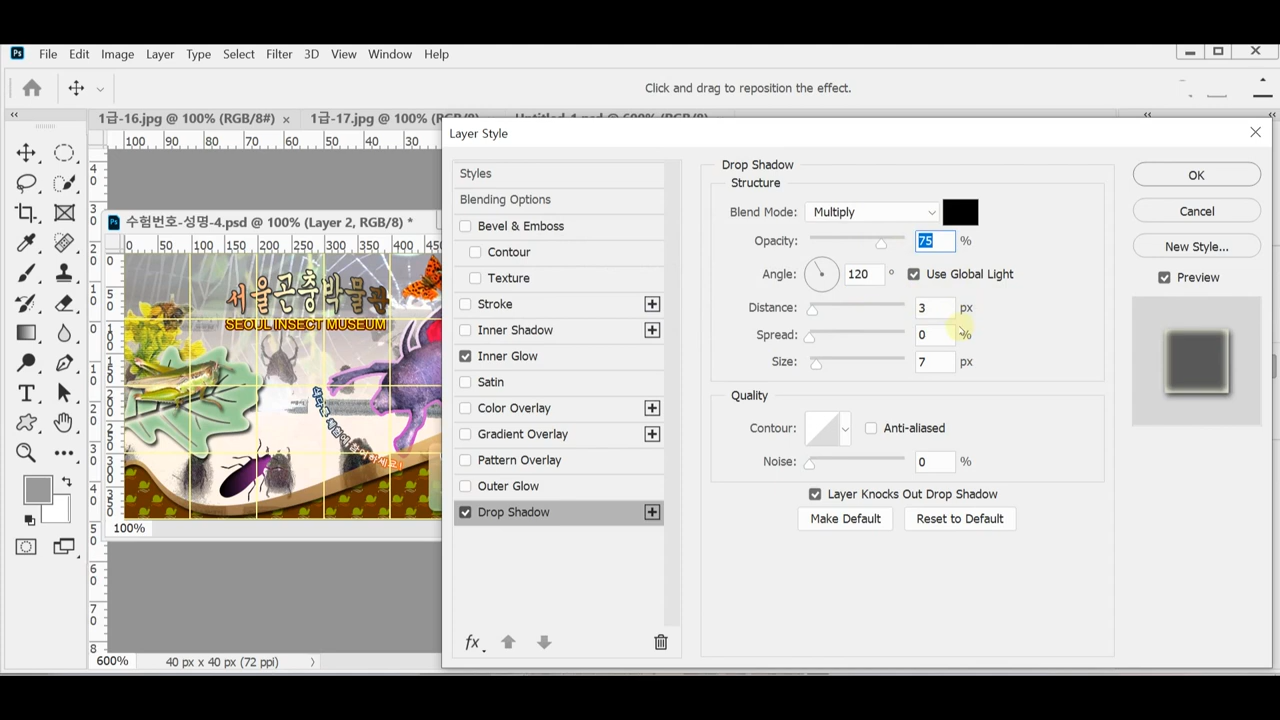 Ps File Edit Image Layer Type Select Filter 3D View Window Help
Click and drag to reposition the effect.
1급-16.jpg @ 100% (RGB/8#) ×
1급-17.jpg @ 100% (RGB/8#)
Untitled-1.psd @ 600% (RGB/8)
100 90 80 70 60 50 40 30
수험번호-성명-4.psd @ 100% (Layer 2, RGB/8) *
0 50 100 150 200 250 300 350 400
서울곤충박물관
SEOUL INSECT MUSEUM
100%
600%
40 px x 40 px (72 ppi)
Layer Style
Styles
Blending Options
Bevel & Emboss
Contour
Texture
Stroke
Inner Shadow
Inner Glow
Satin
Color Overlay
Gradient Overlay
Pattern Overlay
Outer Glow
Drop Shadow
fx
Drop Shadow
Structure
Blend Mode: Multiply
Opacity: 75 %
Angle: 120 ° Use Global Light
Distance: 3 px
Spread: 0 %
Size: 7 px
Quality
Contour: Anti-aliased
Noise: 0 %
Layer Knocks Out Drop Shadow
Make Default Reset to Default
OK
Cancel
New Style...
Preview